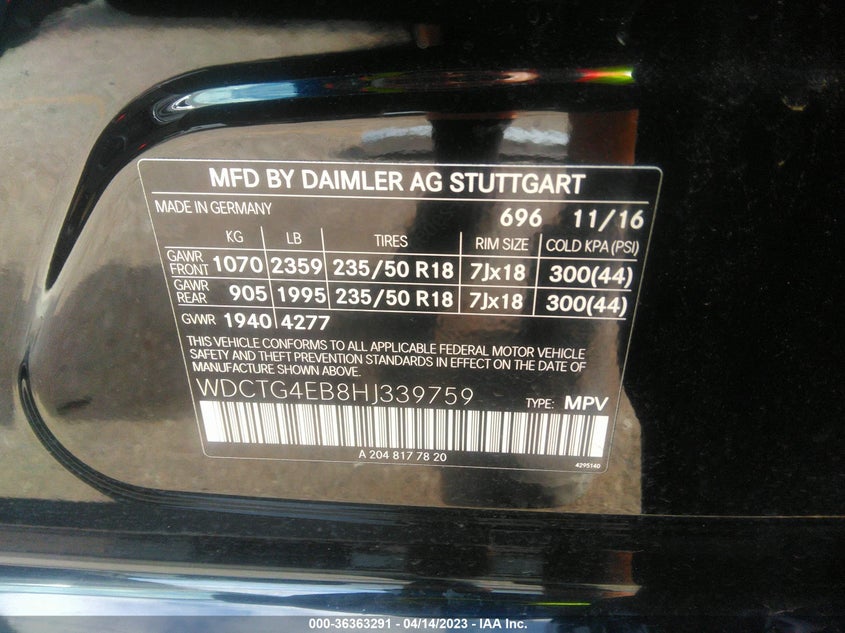 MFD BY DAIMLER AG STUTTGART
MADE IN GERMANY 696 11/16
KG LB TIRES RIM SIZE COLD KPA (PSI)
GAWR FRONT 1070 2359 235/50 R18 7Jx18 300(44)
GAWR REAR 905 1995 235/50 R18 7Jx18 300(44)
GVWR 1940 4277
THIS VEHICLE CONFORMS TO ALL APPLICABLE FEDERAL MOTOR VEHICLE
SAFETY AND THEFT PREVENTION STANDARDS IN EFFECT ON THE DATE OF
MANUFACTURE SHOWN ABOVE.
WDCTG4EB8HJ339759 TYPE: MPV
A 204 817 78 20 4295140
000-36363291 - 04/14/2023 - IAA Inc.